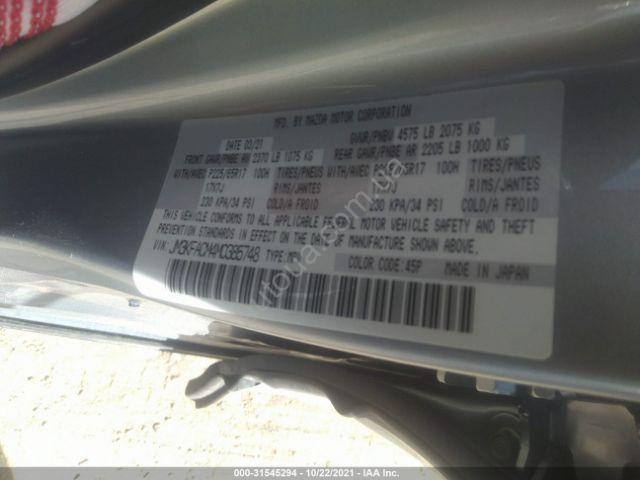 MFD. BY MAZDA MOTOR CORPORATION
DATE 03/21 GVWR/PNBV 4575 LB 2075 KG
FRONT GAWR/PNBE AR 2370 LB 1075 KG REAR GAWR/PNBE AR 2205 LB 1000 KG
WITH/AVEC P225/65R17 100H TIRES/PNEUS WITH/AVEC P225/65R17 100H TIRES/PNEUS
17X7J RIMS/JANTES 17X7J RIMS/JANTES
230 KPA/34 PSI COLD/A FROID 230 KPA/34 PSI COLD/A FROID
THIS VEHICLE CONFORMS TO ALL APPLICABLE FEDERAL MOTOR VEHICLE SAFETY AND THEFT
PREVENTION STANDARDS IN EFFECT ON THE DATE OF MANUFACTURE SHOWN ABOVE.
VIN: JM3KFACM4M0385748 TYPE: MPV COLOR CODE: 45P MADE IN JAPAN
000-31545294 - 10/22/2021 - IAA Inc.